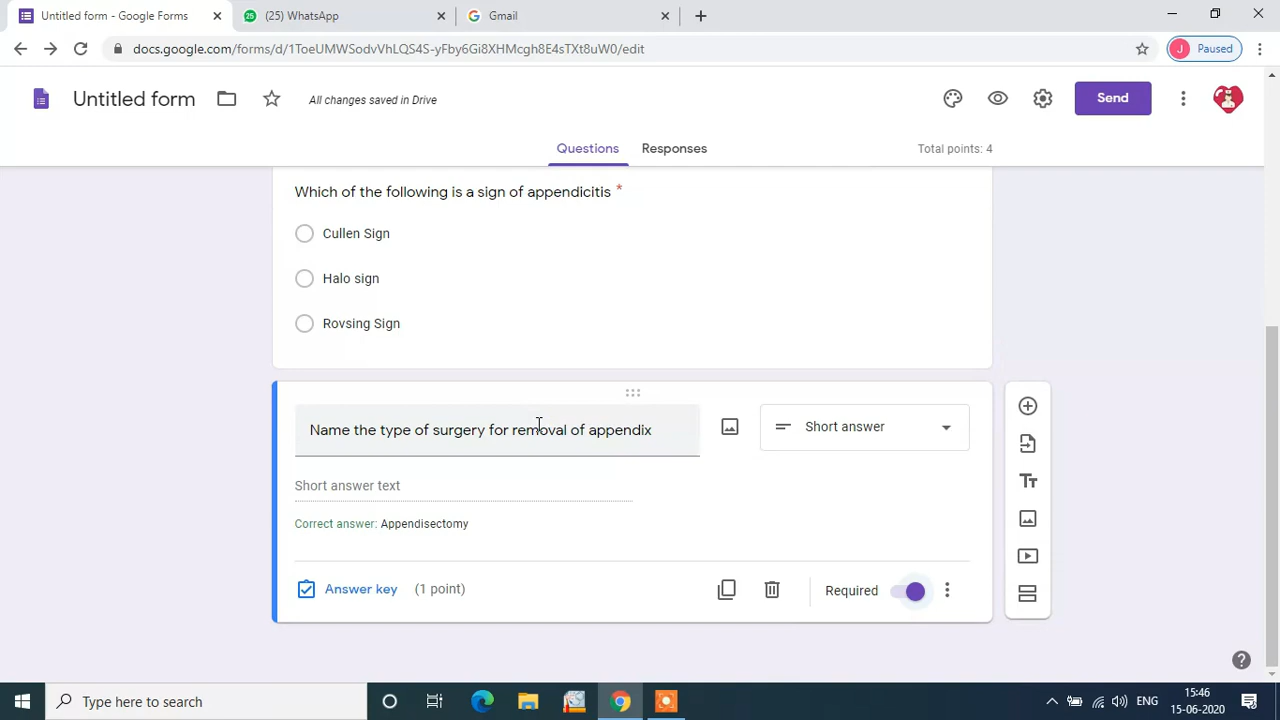 Untitled form - Google Forms
(25) WhatsApp
Gmail
docs.google.com/forms/d/1ToeUMWSodvVhLQS4S-yFby6Gi8XHMcgh8E4sTXt8uW0/edit
J Paused
Untitled form
All changes saved in Drive
Send
Questions
Responses
Total points: 4
Which of the following is a sign of appendicitis *
Cullen Sign
Halo sign
Rovsing Sign
Name the type of surgery for removal of appendix
Short answer
Short answer text
Correct answer: Appendisectomy
Answer key (1 point)
Required
Type here to search
ENG
15:46
15-06-2020